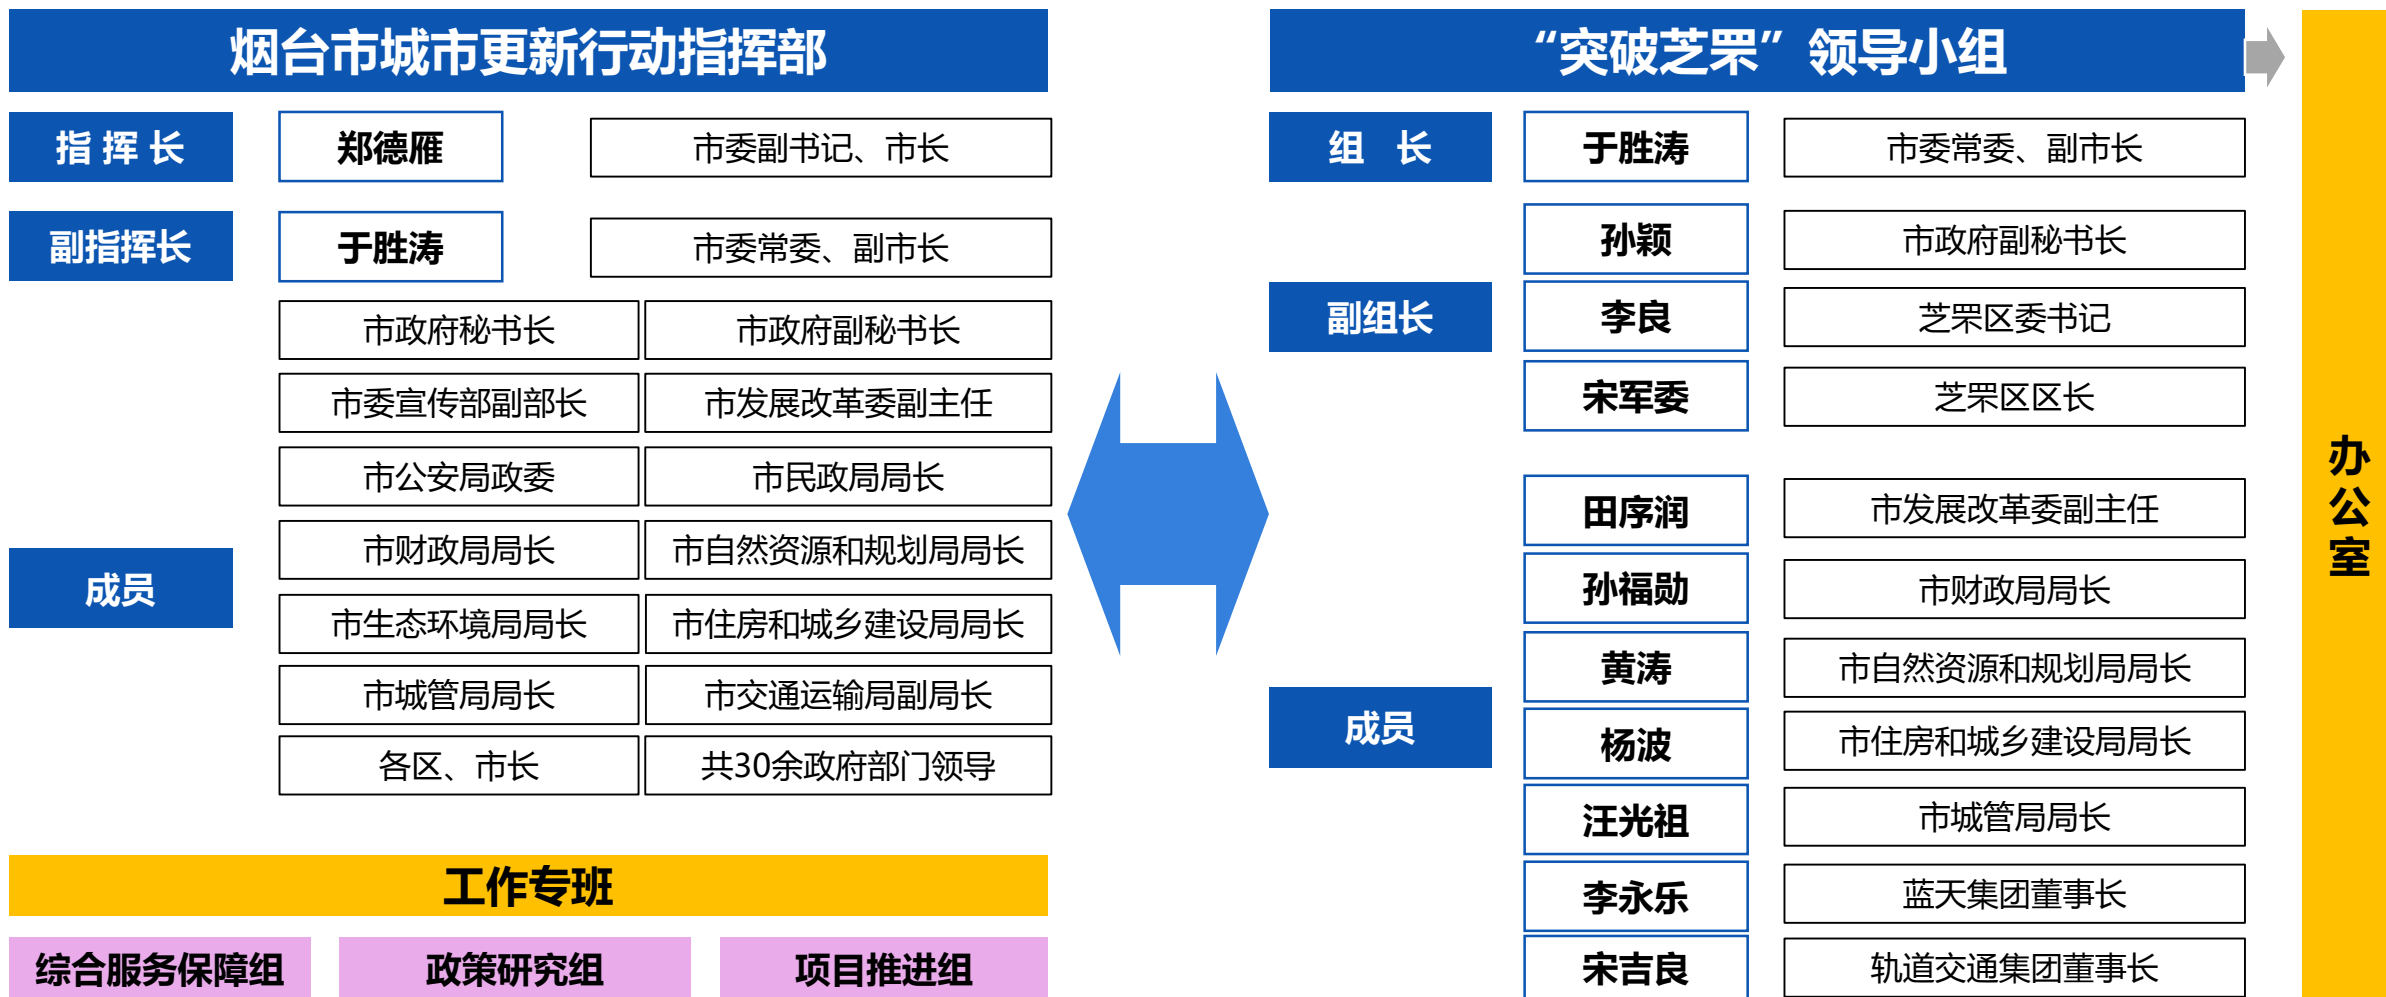 烟台市城市更新行动指挥部
指 挥 长
郑德雁
市委副书记、市长
副指挥长
于胜涛
市委常委、副市长
成员
市政府秘书长
市政府副秘书长
市委宣传部副部长
市发展改革委副主任
市公安局政委
市民政局局长
市财政局局长
市自然资源和规划局局长
市生态环境局局长
市住房和城乡建设局局长
市城管局局长
市交通运输局副局长
各区、市长
共30余政府部门领导
工作专班
综合服务保障组
政策研究组
项目推进组
“突破芝罘”领导小组
组 长
于胜涛
市委常委、副市长
副组长
孙颖
市政府副秘书长
李良
芝罘区委书记
宋军委
芝罘区区长
成员
田序润
市发展改革委副主任
孙福勋
市财政局局长
黄涛
市自然资源和规划局局长
杨波
市住房和城乡建设局局长
汪光祖
市城管局局长
李永乐
蓝天集团董事长
宋吉良
轨道交通集团董事长
办公室